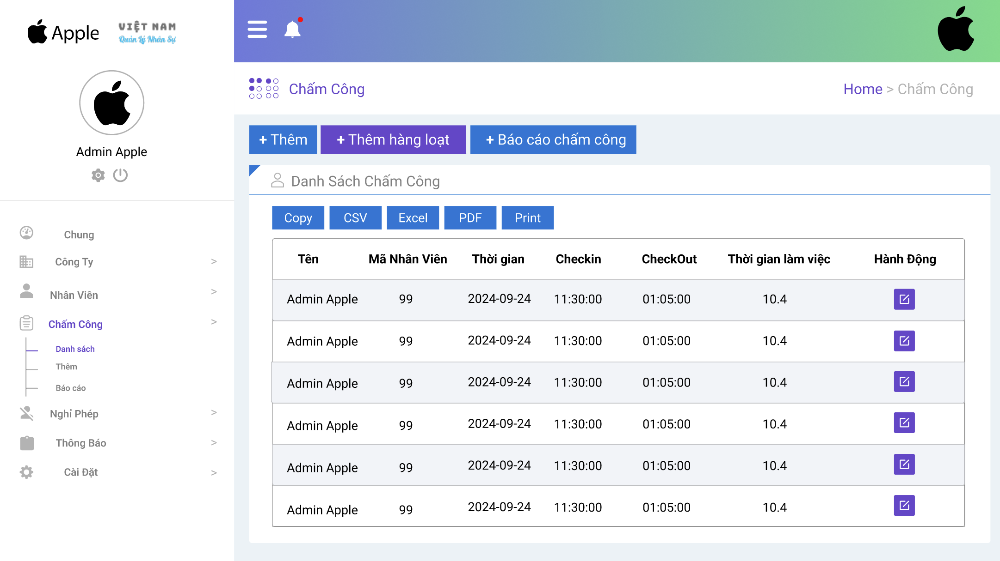 Apple
VIỆT NAM
Quản Lý Nhân Sự
Admin Apple
Chung
Công Ty >
Nhân Viên >
Chấm Công >
Danh sách
Thêm
Báo cáo
Nghỉ Phép >
Thông Báo >
Cài Đặt >
Chấm Công
Home > Chấm Công
+ Thêm
+ Thêm hàng loạt
+ Báo cáo chấm công
Danh Sách Chấm Công
Copy CSV Excel PDF Print
Tên Mã Nhân Viên Thời gian Checkin CheckOut Thời gian làm việc Hành Động
Admin Apple 99 2024-09-24 11:30:00 01:05:00 10.4
Admin Apple 99 2024-09-24 11:30:00 01:05:00 10.4
Admin Apple 99 2024-09-24 11:30:00 01:05:00 10.4
Admin Apple 99 2024-09-24 11:30:00 01:05:00 10.4
Admin Apple 99 2024-09-24 11:30:00 01:05:00 10.4
Admin Apple 99 2024-09-24 11:30:00 01:05:00 10.4